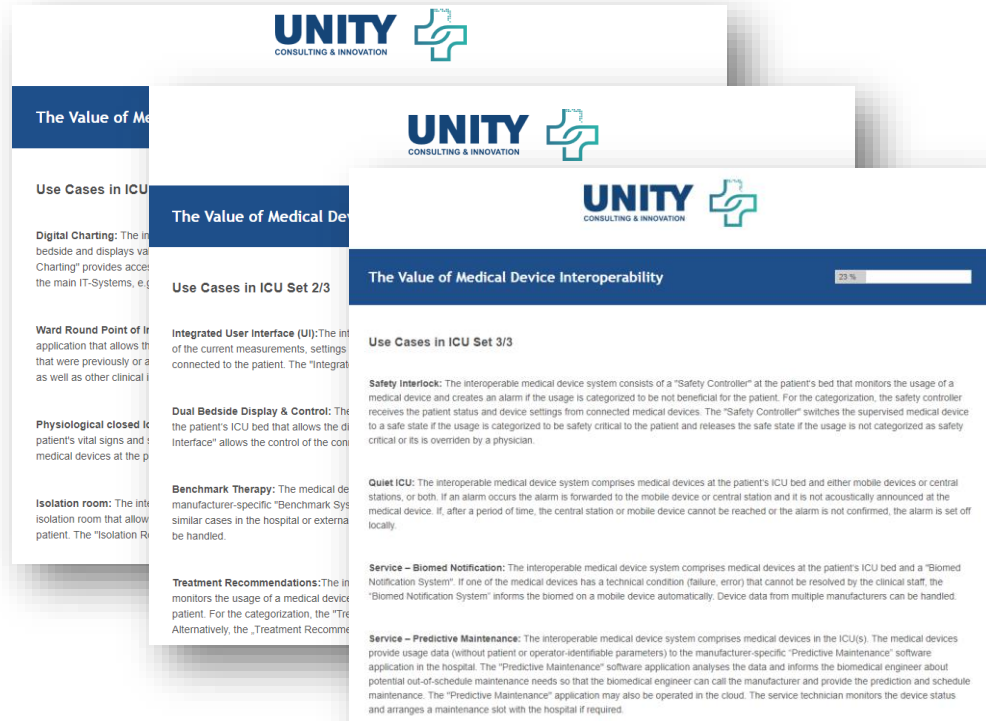 UNITY
CONSULTING & INNOVATION
The Value of Me
Use Cases in ICU
Digital Charting: The in
bedside and displays va
Charting" provides acces
the main IT-Systems, e.g
Ward Round Point of In
application that allows th
that were previously or a
as well as other clinical i
Physiological closed lo
patient's vital signs and s
medical devices at the p
Isolation room: The inte
isolation room that allow
patient. The "Isolation R
UNITY
CONSULTING & INNOVATION
The Value of Medical De
Use Cases in ICU Set 2/3
Integrated User Interface (UI):The int
of the current measurements, settings
connected to the patient. The "Integrat
Dual Bedside Display & Control: The
the patient's ICU bed that allows the di
Interface" allows the control of the con
Benchmark Therapy: The medical de
manufacturer-specific "Benchmark Sys
similar cases in the hospital or externa
be handled.
Treatment Recommendations:The in
monitors the usage of a medical device
patient. For the categorization, the "Tre
Alternatively, the „Treatment Recomme
UNITY
CONSULTING & INNOVATION
The Value of Medical Device Interoperability
23 %
Use Cases in ICU Set 3/3
Safety Interlock: The interoperable medical device system consists of a "Safety Controller" at the patient's bed that monitors the usage of a
medical device and creates an alarm if the usage is categorized to be not beneficial for the patient. For the categorization, the safety controller
receives the patient status and device settings from connected medical devices. The "Safety Controller" switches the supervised medical device
to a safe state if the usage is categorized to be safety critical to the patient and releases the safe state if the usage is not categorized as safety
critical or its is overriden by a physician.
Quiet ICU: The interoperable medical device system comprises medical devices at the patient's ICU bed and either mobile devices or central
stations, or both. If an alarm occurs the alarm is forwarded to the mobile device or central station and it is not acoustically announced at the
medical device. If, after a period of time, the central station or mobile device cannot be reached or the alarm is not confirmed, the alarm is set off
locally.
Service – Biomed Notification: The interoperable medical device system comprises medical devices at the patient's ICU bed and a "Biomed
Notification System". If one of the medical devices has a technical condition (failure, error) that cannot be resolved by the clinical staff, the
"Biomed Notification System" informs the biomed on a mobile device automatically. Device data from multiple manufacturers can be handled.
Service – Predictive Maintenance: The interoperable medical device system comprises medical devices in the ICU(s). The medical devices
provide usage data (without patient or operator-identifiable parameters) to the manufacturer-specific "Predictive Maintenance" software
application in the hospital. The "Predictive Maintenance" software application analyses the data and informs the biomedical engineer about
potential out-of-schedule maintenance needs so that the biomedical engineer can call the manufacturer and provide the prediction and schedule
maintenance. The "Predictive Maintenance" application may also be operated in the cloud. The service technician monitors the device status
and arranges a maintenance slot with the hospital if required.